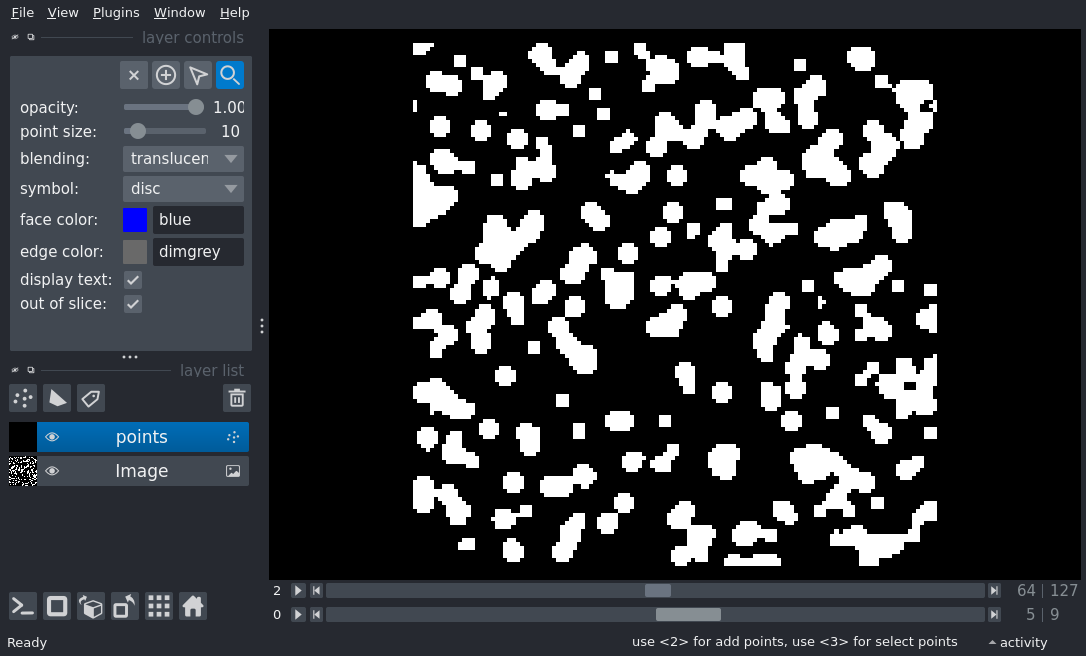 File View Plugins Window Help
layer controls
opacity: 1.00
point size: 10
blending: translucen
symbol: disc
face color: blue
edge color: dimgrey
display text:
out of slice:
layer list
points
Image
2 64 127
0 5 9
Ready use <2> for add points, use <3> for select points activity